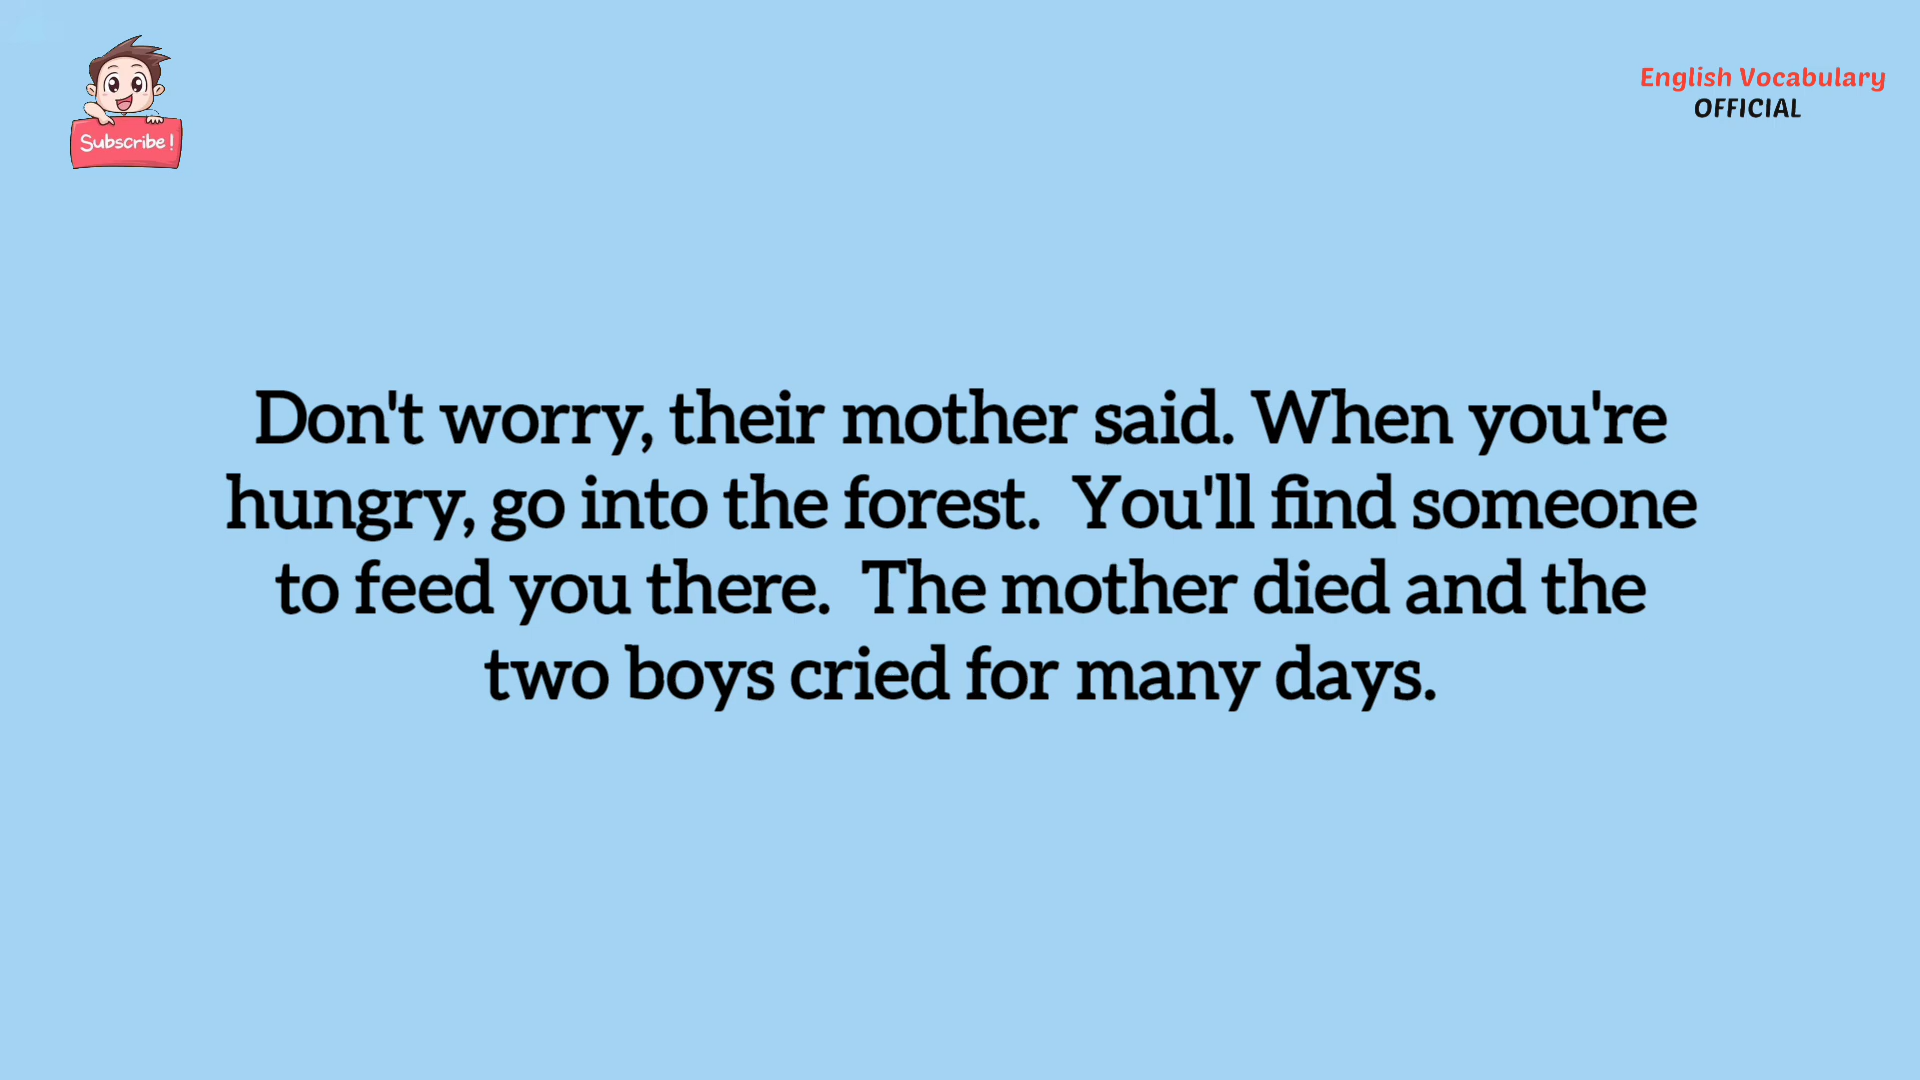 Subscribe!
English Vocabulary
OFFICIAL
Don't worry, their mother said. When you're
hungry, go into the forest.  You'll find someone
to feed you there.  The mother died and the
two boys cried for many days.